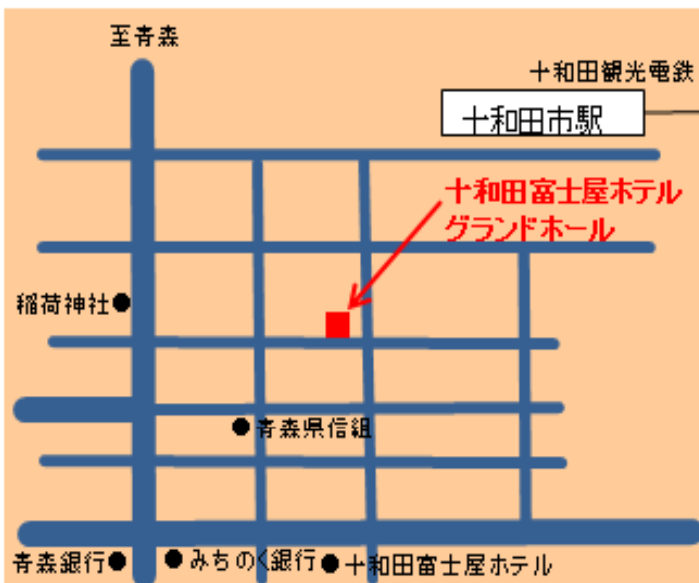 至青森
十和田観光電鉄
十和田市駅
十和田富士屋ホテル
グランドホール
稲荷神社
青森県信組
青森銀行
みちのく銀行
十和田富士屋ホテル